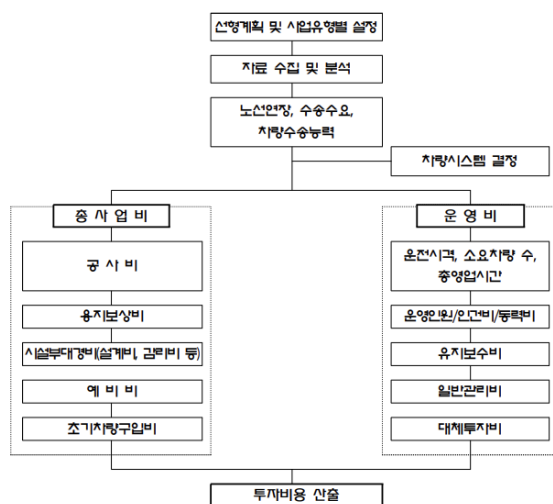 선형계획 및 사업유형별 설정
자료 수집 및 분석
노선연장, 수송수요,
차량수송능력
차량시스템 결정
총 사 업 비
공 사 비
용지보상비
시설부대경비(설계비, 감리비 등)
예 비 비
초기차량구입비
운 영 비
운전시격, 소요차량 수,
총영업시간
운영인원/인건비/동력비
유지보수비
일반관리비
대체투자비
투자비용 산출